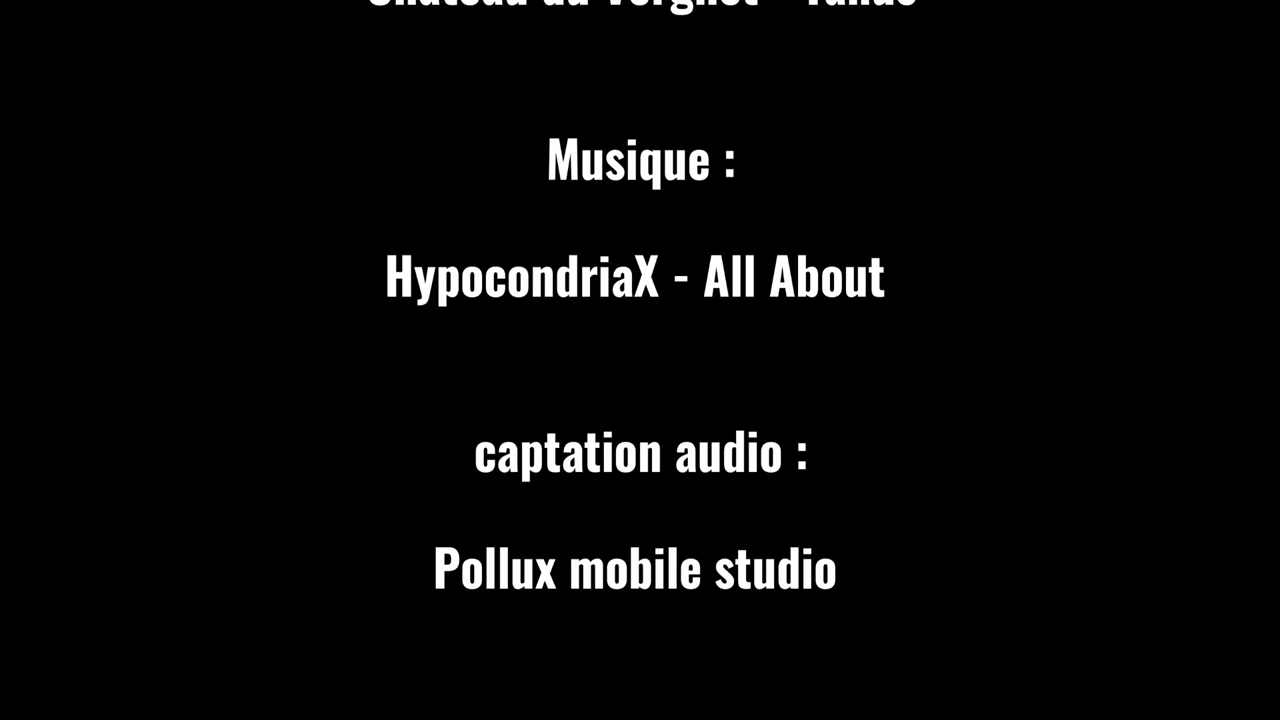 Musique :
HypocondriaX - All About
captation audio :
Pollux mobile studio